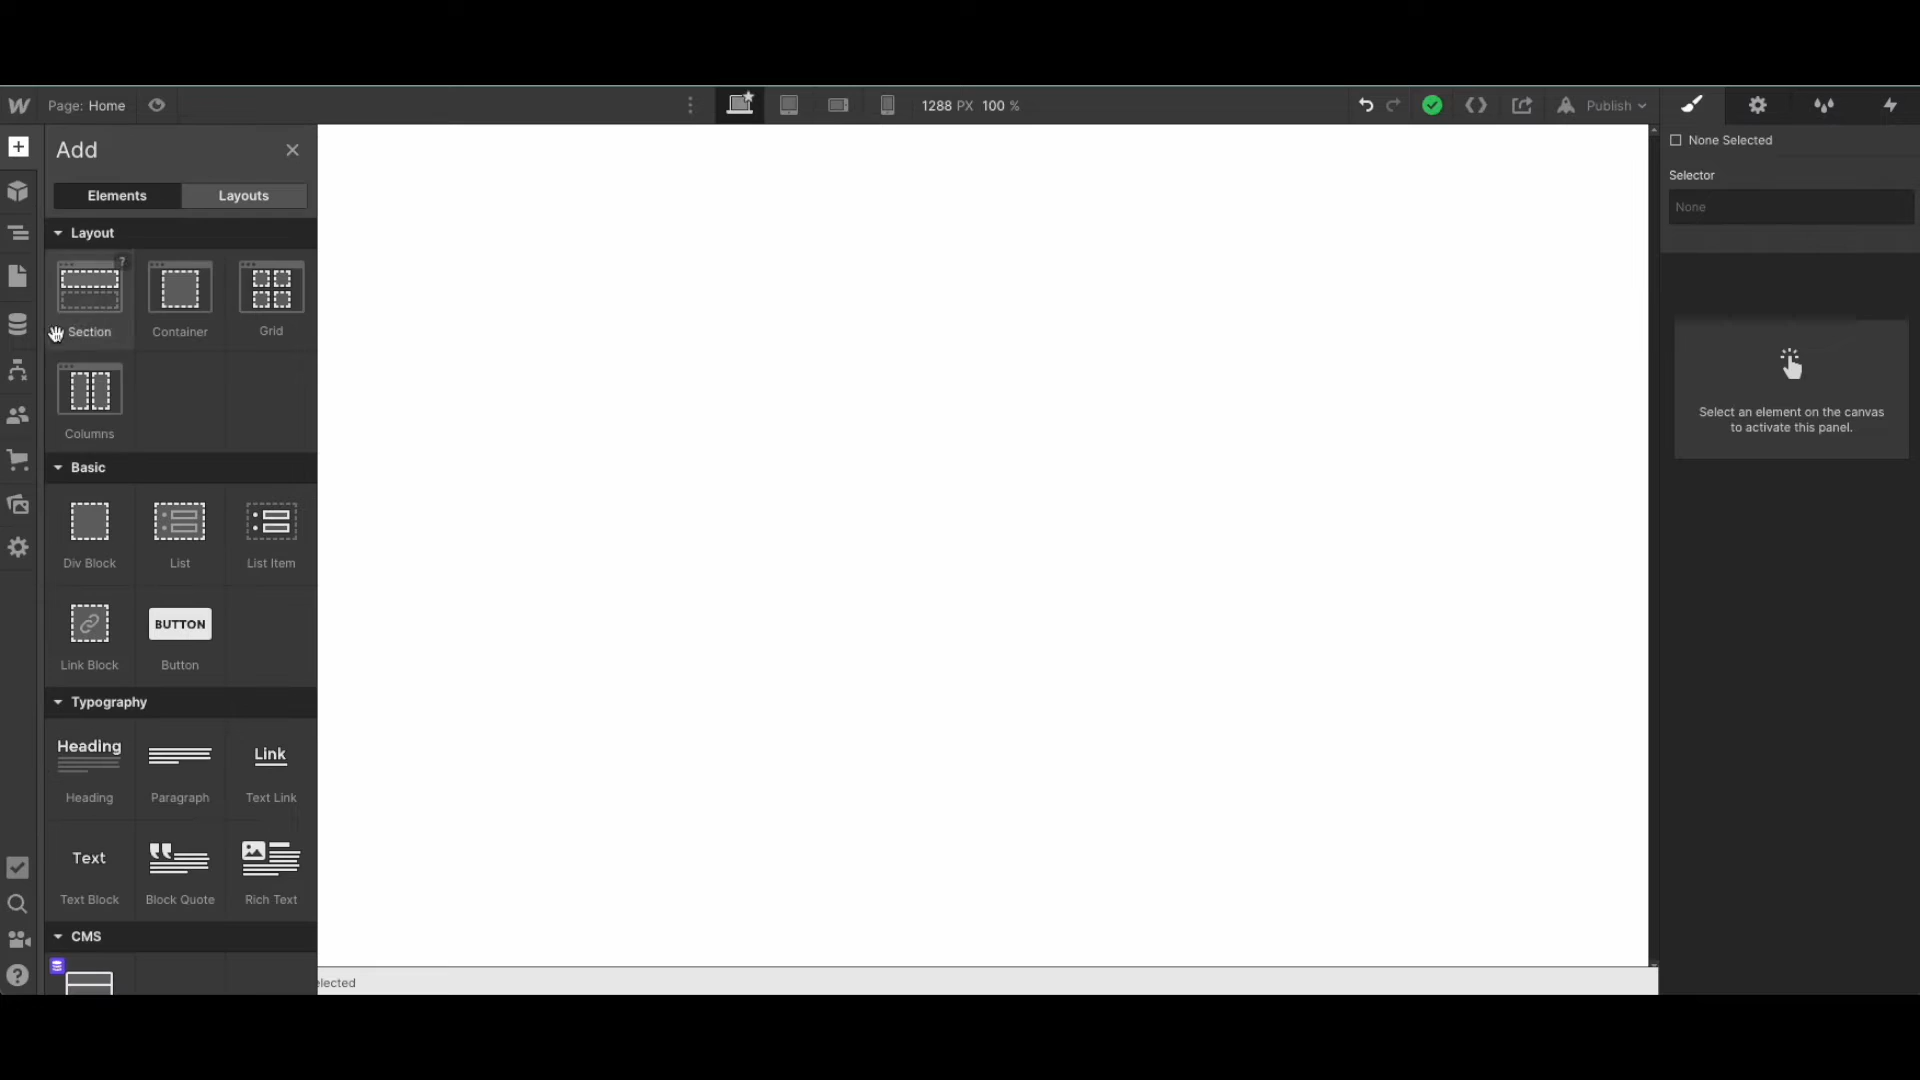 Page: Home
1288 PX 100 %
Publish
Add
Elements
Layouts
Layout
?
Section
Container
Grid
Columns
Basic
Div Block
List
List Item
Link Block
BUTTON
Button
Typography
Heading
Heading
Paragraph
Link
Text Link
Text
Text Block
Block Quote
Rich Text
CMS
elected
None Selected
Selector
None
Select an element on the canvas
to activate this panel.